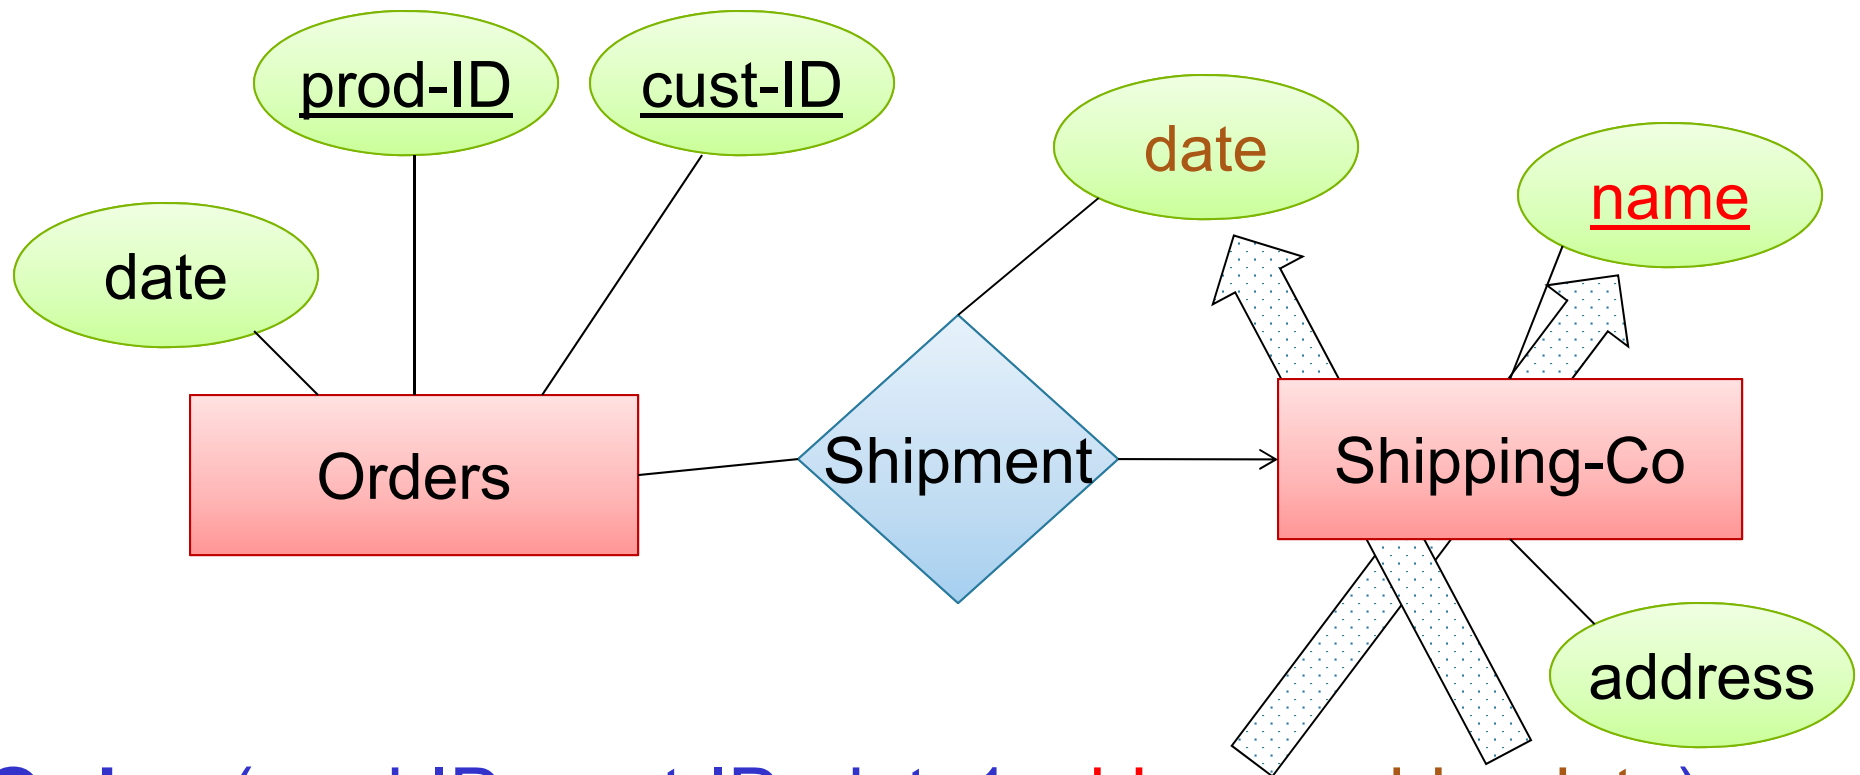 prod-ID
cust-ID
date
name
date
Shipment
Shipping-Co
Orders
address